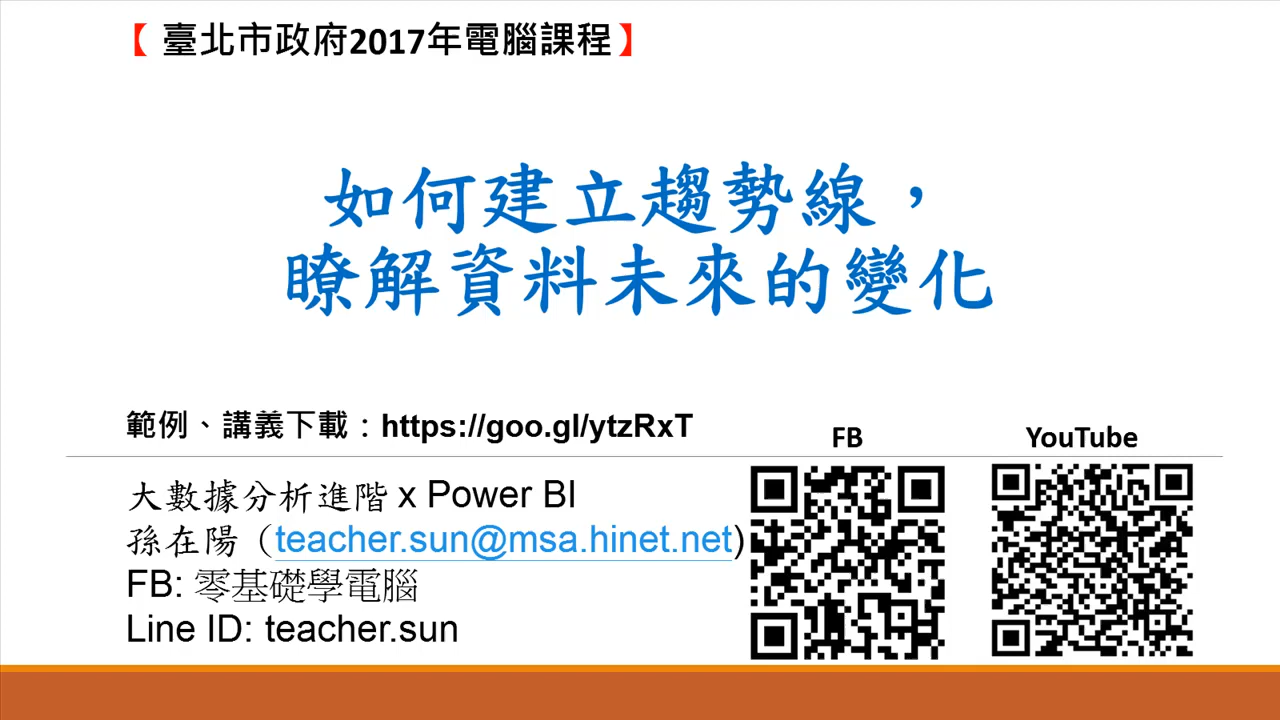 【 臺北市政府2017年電腦課程】
如何建立趨勢線，
瞭解資料未來的變化
範例、講義下載：https://goo.gl/ytzRxT
FB
YouTube
大數據分析進階 x Power BI
孫在陽（teacher.sun@msa.hinet.net)
FB: 零基礎學電腦
Line ID: teacher.sun